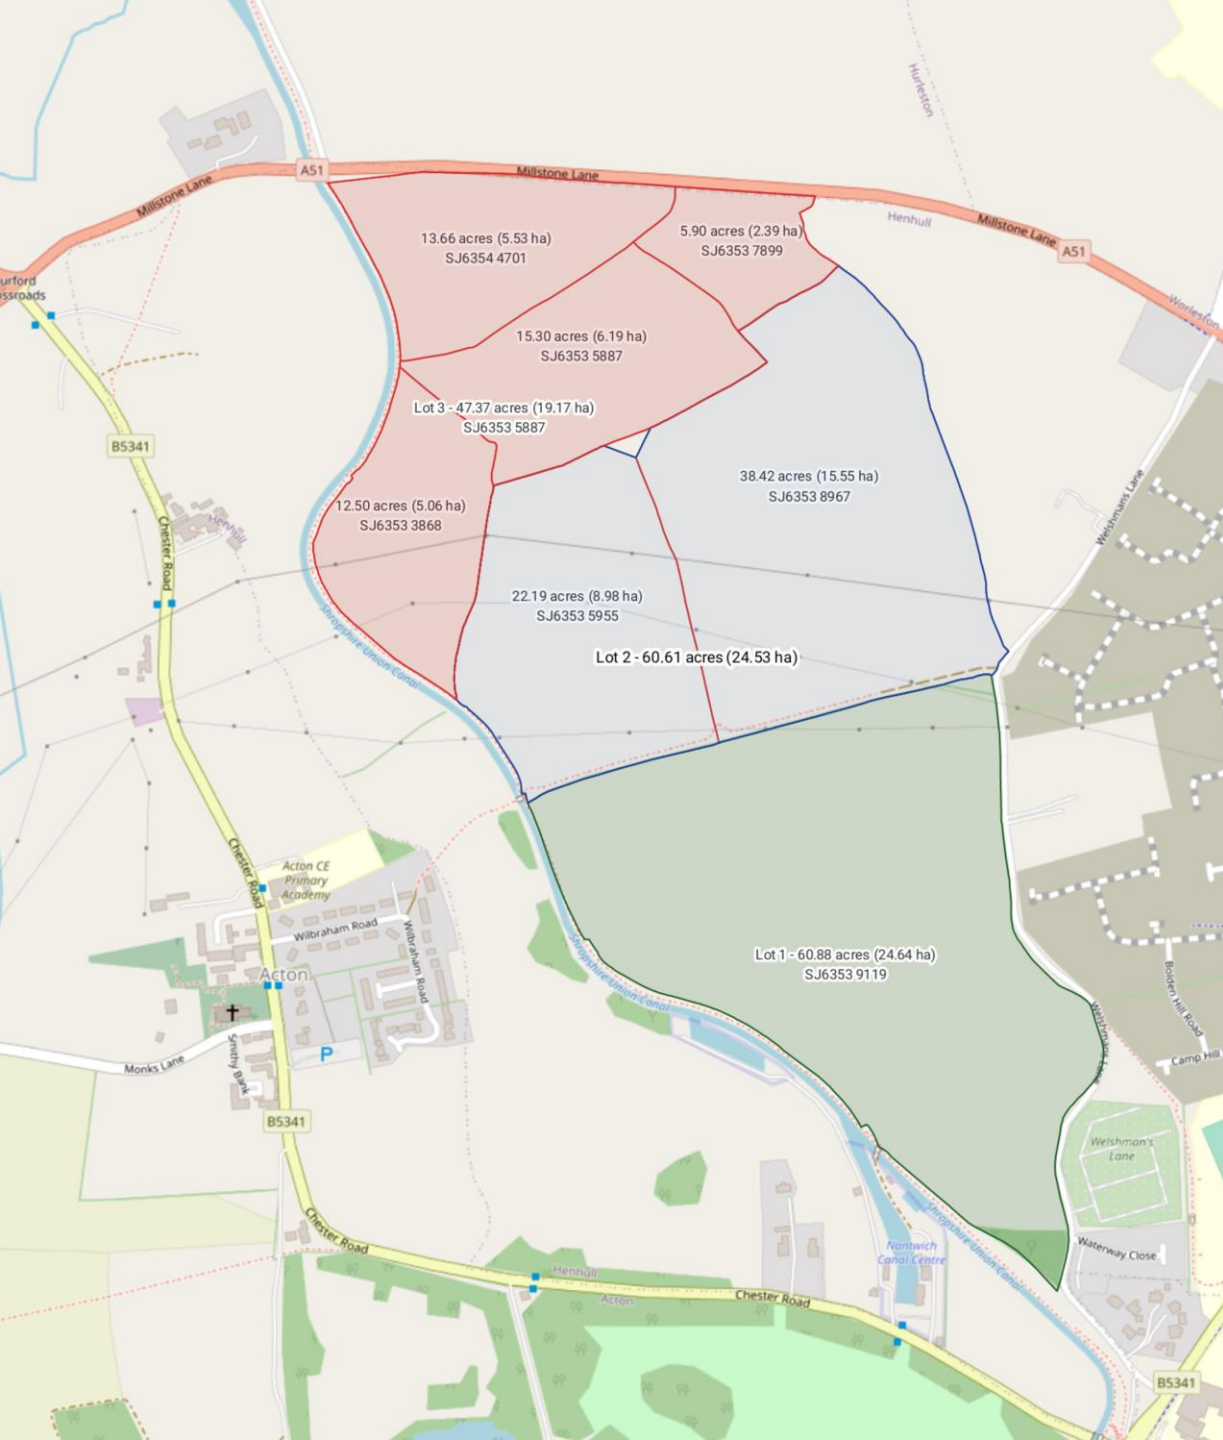 Hurleston
A51
Millstone Lane
Millstone Lane
Henhull
Millstone Lane
A51
Worleston
13.66 acres (5.53 ha)
SJ6354 4701
5.90 acres (2.39 ha)
SJ6353 7899
urford
ssroads
15.30 acres (6.19 ha)
SJ6353 5887
Lot 3 - 47.37 acres (19.17 ha)
SJ6353 5887
B5341
38.42 acres (15.55 ha)
SJ6353 8967
12.50 acres (5.06 ha)
SJ6353 3868
Henhull
Chester Road
Welshmans Lane
22.19 acres (8.98 ha)
SJ6353 5955
Shropshire Union Canal
Lot 2 - 60.61 acres (24.53 ha)
Chester Road
Acton CE
Primary
Academy
Wilbraham Road
Wilbraham Road
Acton
Shropshire Union Canal
Lot 1 - 60.88 acres (24.64 ha)
SJ6353 9119
Bolden Hill Road
Welshmans Lane
Camp Hill
Monks Lane
Smithy Bank
P
B5341
Welshman's
Lane
Chester Road
Shropshire Union Canal
Nantwich
Canal Centre
Waterway Close
Henhull
Acton
Chester Road
B5341